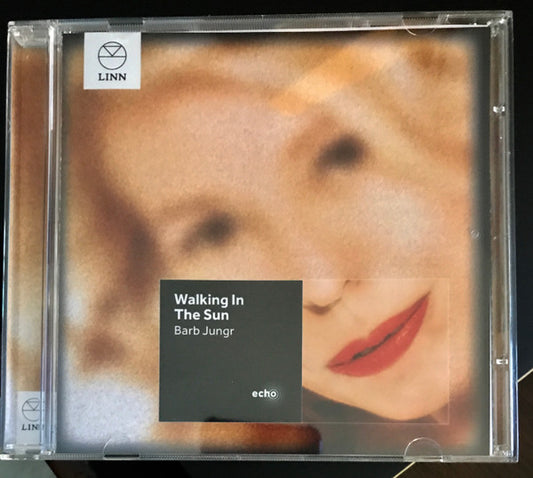 LINN
Walking In
The Sun
Barb Jungr
echo
LINN